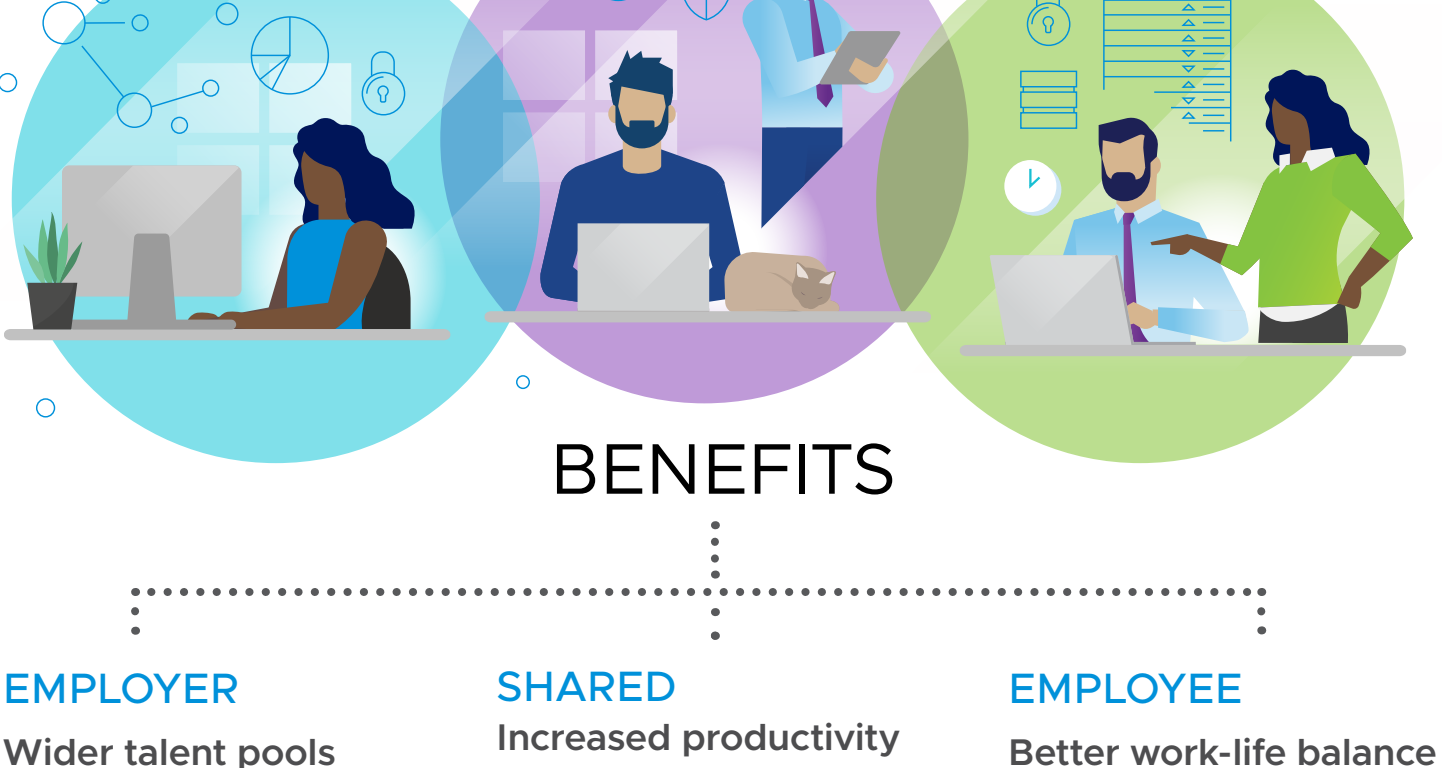 BENEFITS
EMPLOYER
Wider talent pools
SHARED
Increased productivity
EMPLOYEE
Better work-life balance